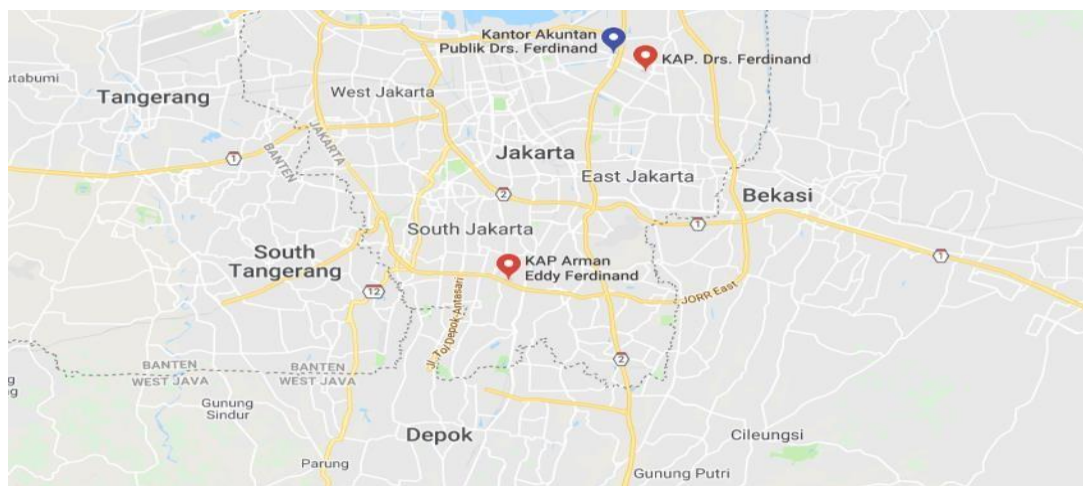 Kantor Akuntan
Publik Drs. Ferdinand
KAP. Drs. Ferdinand
Tangerang
West Jakarta
JAKARTA
BANTEN
1
Jakarta
East Jakarta
2
Bekasi
1
South Jakarta
South
Tangerang
KAP Arman
Eddy Ferdinand
1
12
JORR East
Jl. Tol Depok-Antasari
2
BANTEN
WEST JAVA
BANTEN
WEST JAVA
Gunung
Sindur
Depok
Cileungsi
Parung
Gunung Putri